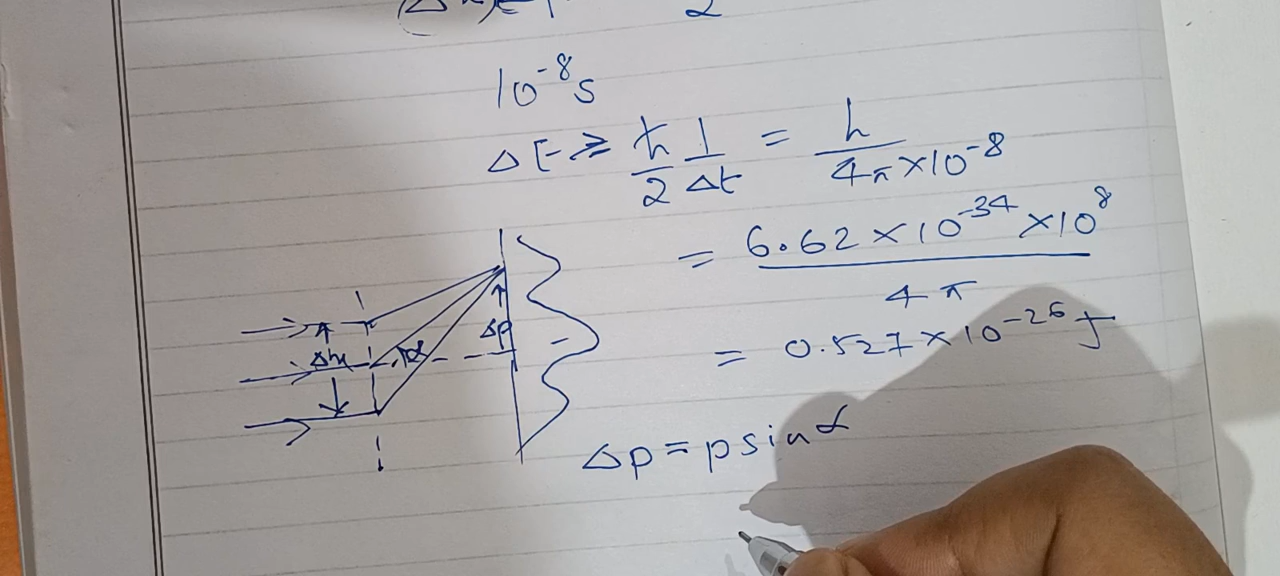 2
10⁻⁸ s
ΔE ≥ ħ/2 1/Δt = h/(4π×10⁻⁸)
= (6.62×10⁻³⁴×10⁸)/(4π)
= 0.527×10⁻²⁶ J
Δp
α
Δp = p sin α